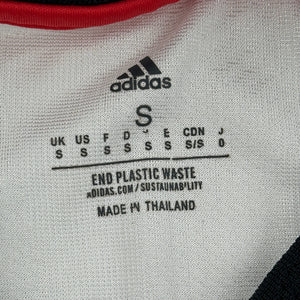 adidas
S
UK US F D E CDN J
S S S S S S/S O
END PLASTIC WASTE
ADIDAS.COM/SUSTAINABILITY
MADE IN THAILAND